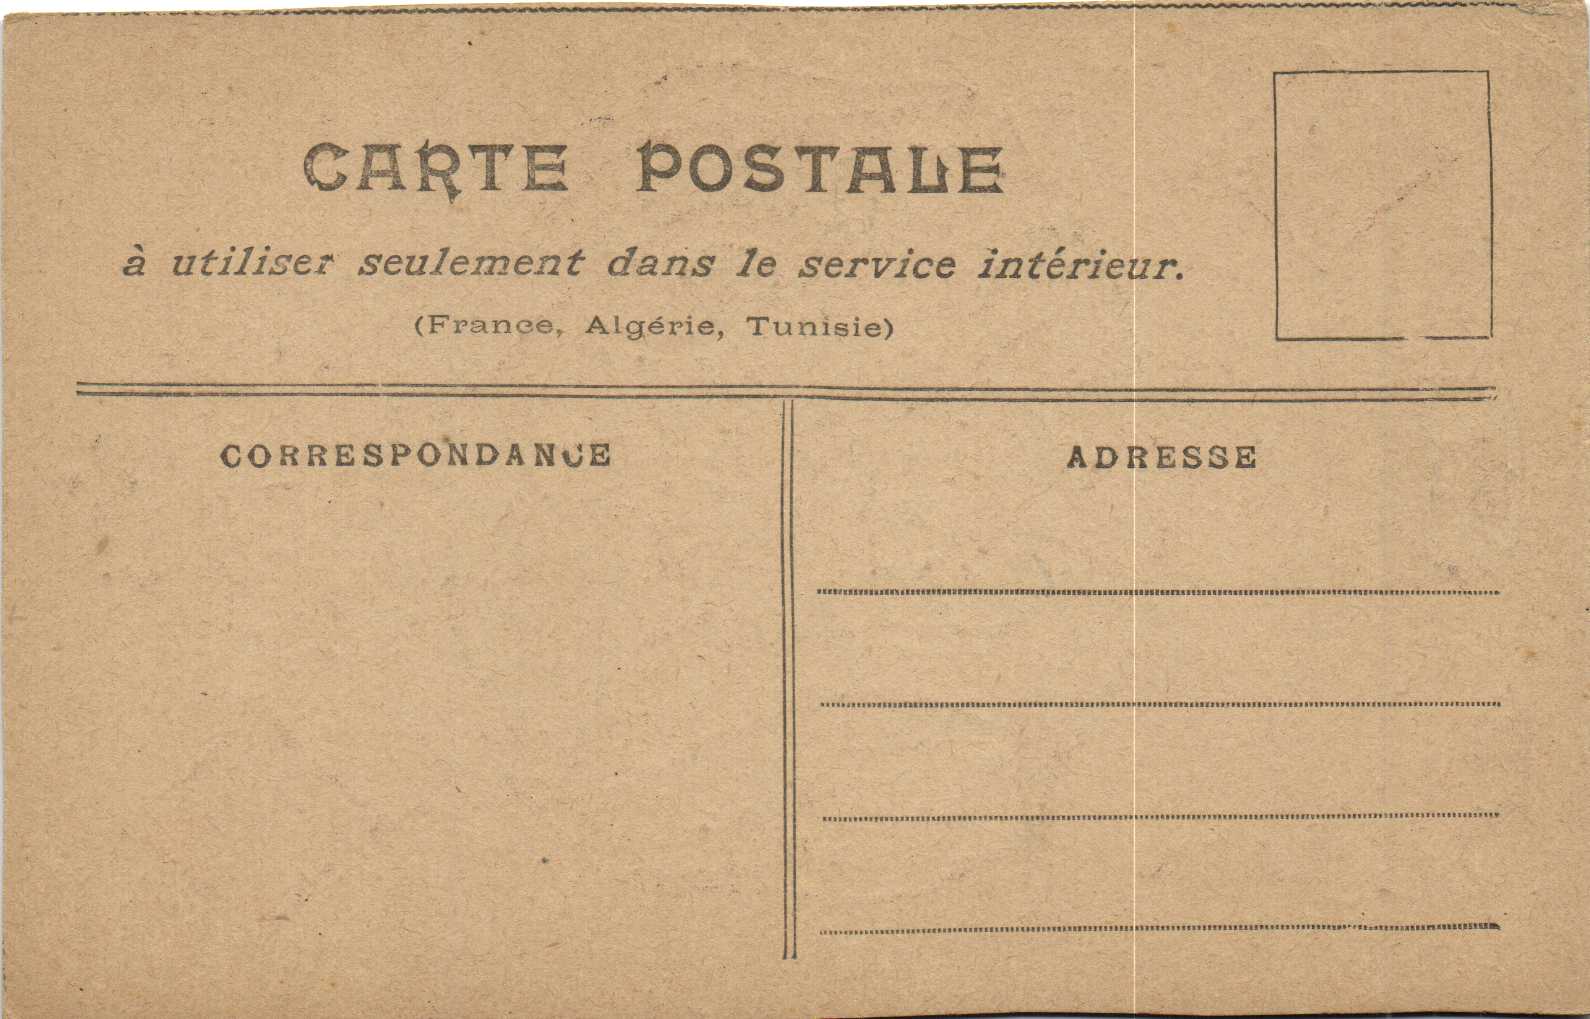 CARTE POSTALE
à utiliser seulement dans le service intérieur.
(France, Algérie, Tunisie)
CORRESPONDANCE
ADRESSE